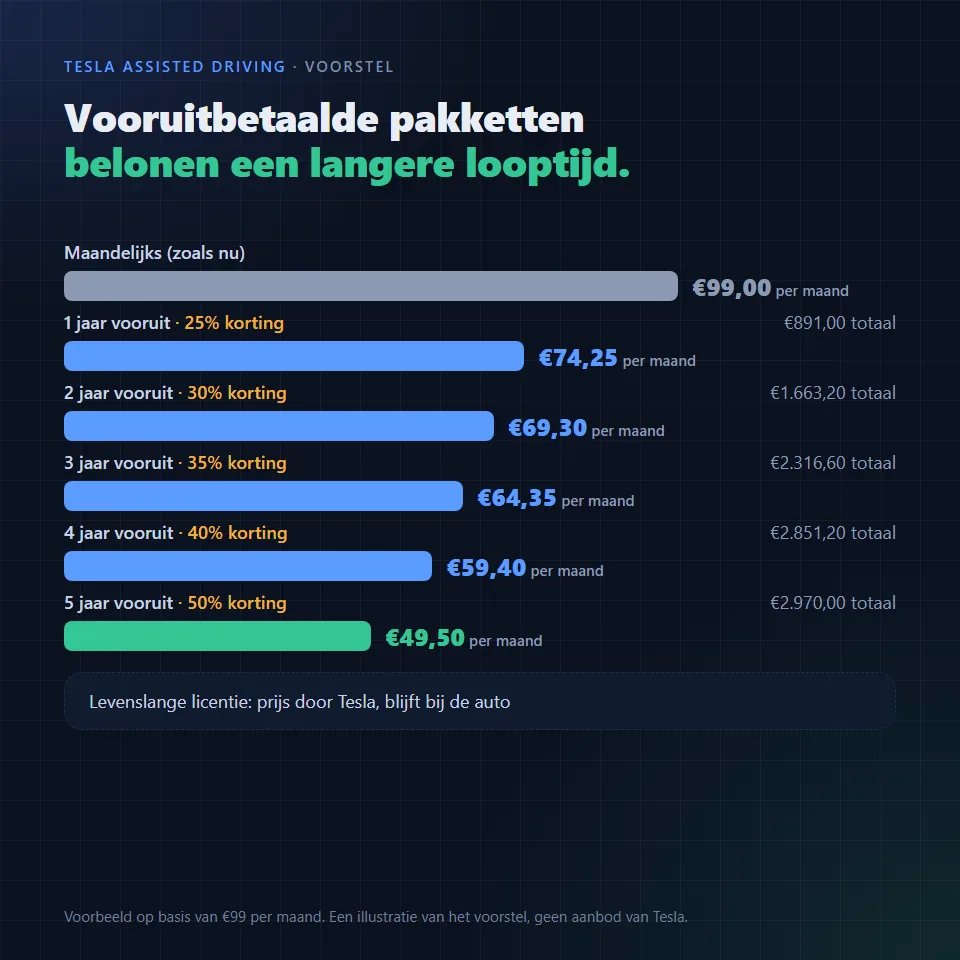 TESLA ASSISTED DRIVING · VOORSTEL
Vooruitbetaalde pakketten
belonen een langere looptijd.
Maandelijks (zoals nu)
€99,00 per maand
1 jaar vooruit · 25% korting €891,00 totaal
€74,25 per maand
2 jaar vooruit · 30% korting €1.663,20 totaal
€69,30 per maand
3 jaar vooruit · 35% korting €2.316,60 totaal
€64,35 per maand
4 jaar vooruit · 40% korting €2.851,20 totaal
€59,40 per maand
5 jaar vooruit · 50% korting €2.970,00 totaal
€49,50 per maand
Levenslange licentie: prijs door Tesla, blijft bij de auto
Voorbeeld op basis van €99 per maand. Een illustratie van het voorstel, geen aanbod van Tesla.